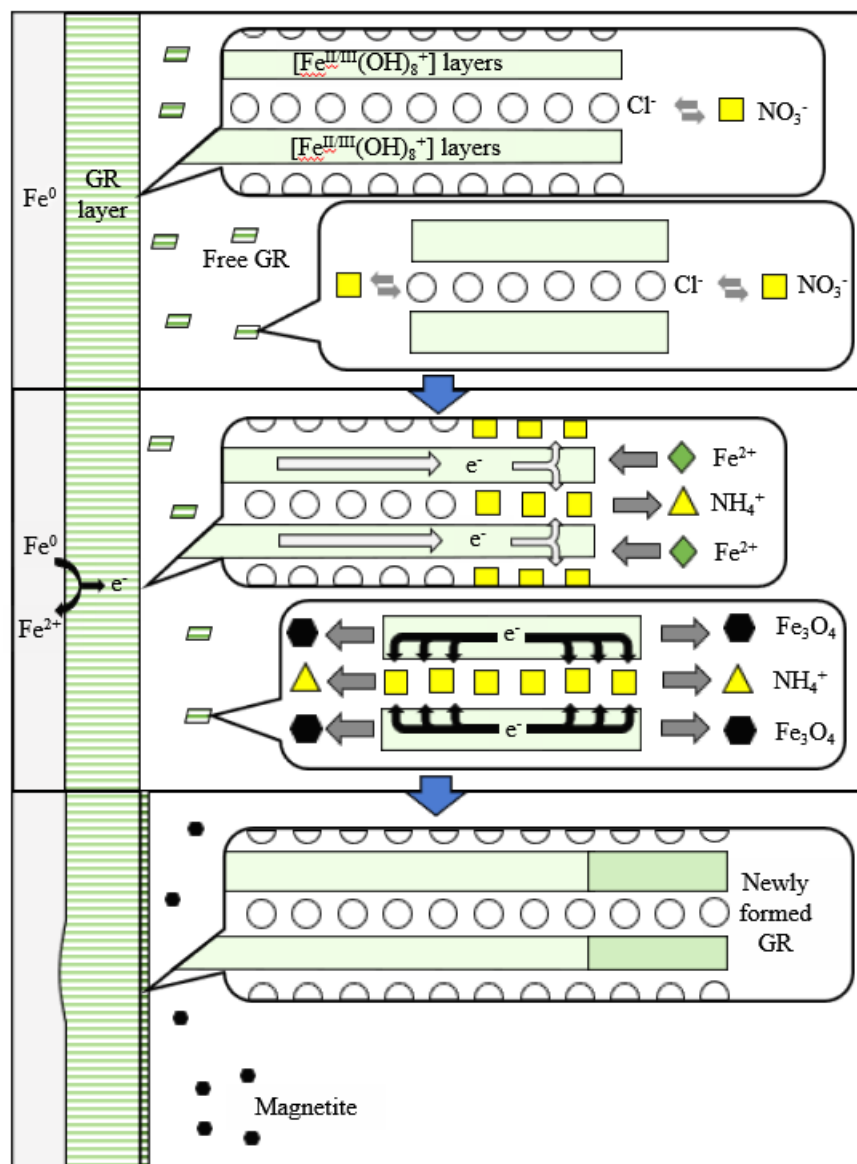 [Fe^II/III(OH)₈⁺] layers
Cl⁻
NO₃⁻
[Fe^II/III(OH)₈⁺] layers
GR
layer
Fe⁰
Free GR
Cl⁻
NO₃⁻
e⁻
Fe²⁺
NH₄⁺
e⁻
Fe²⁺
Fe⁰
e⁻
Fe²⁺
e⁻
Fe₃O₄
NH₄⁺
e⁻
Fe₃O₄
Newly
formed
GR
Magnetite